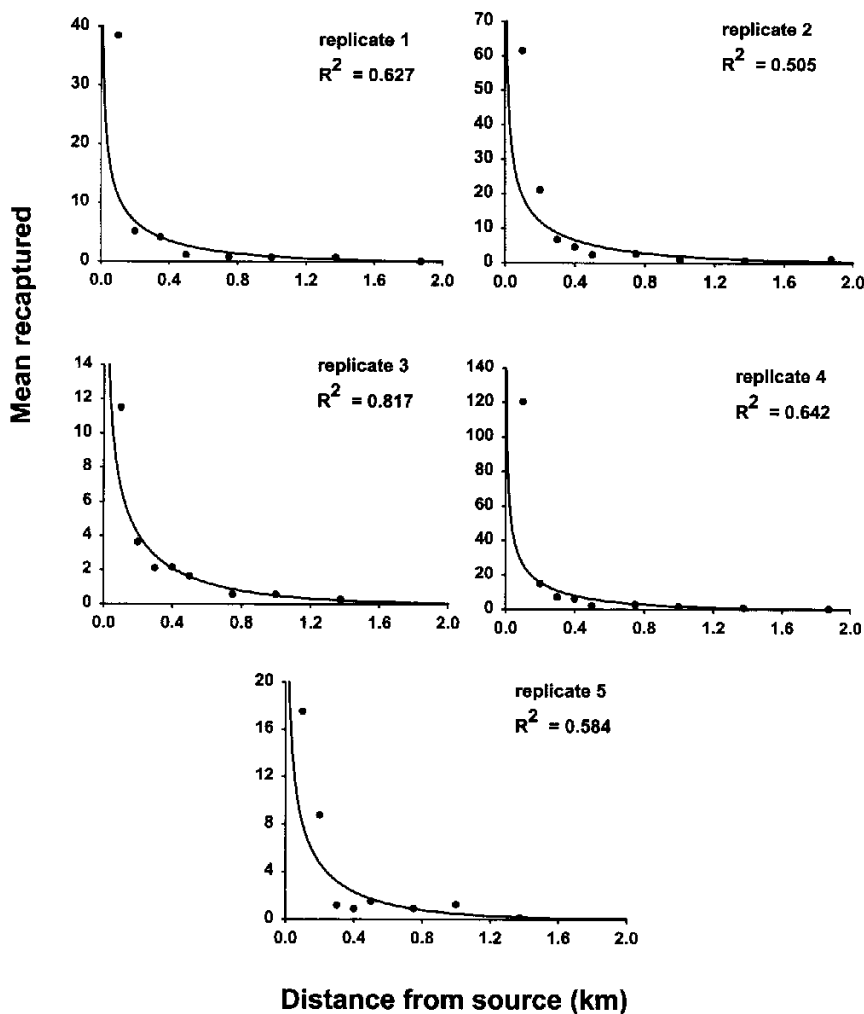 Mean recaptured
replicate 1
R2 = 0.627
40
30
20
10
0
0.0 0.4 0.8 1.2 1.6 2.0
replicate 2
R2 = 0.505
70
60
50
40
30
20
10
0
0.0 0.4 0.8 1.2 1.6 2.0
replicate 3
R2 = 0.817
14
12
10
8
6
4
2
0
0.0 0.4 0.8 1.2 1.6 2.0
replicate 4
R2 = 0.642
140
120
100
80
60
40
20
0
0.0 0.4 0.8 1.2 1.6 2.0
replicate 5
R2 = 0.584
20
16
12
8
4
0
0.0 0.4 0.8 1.2 1.6 2.0
Distance from source (km)